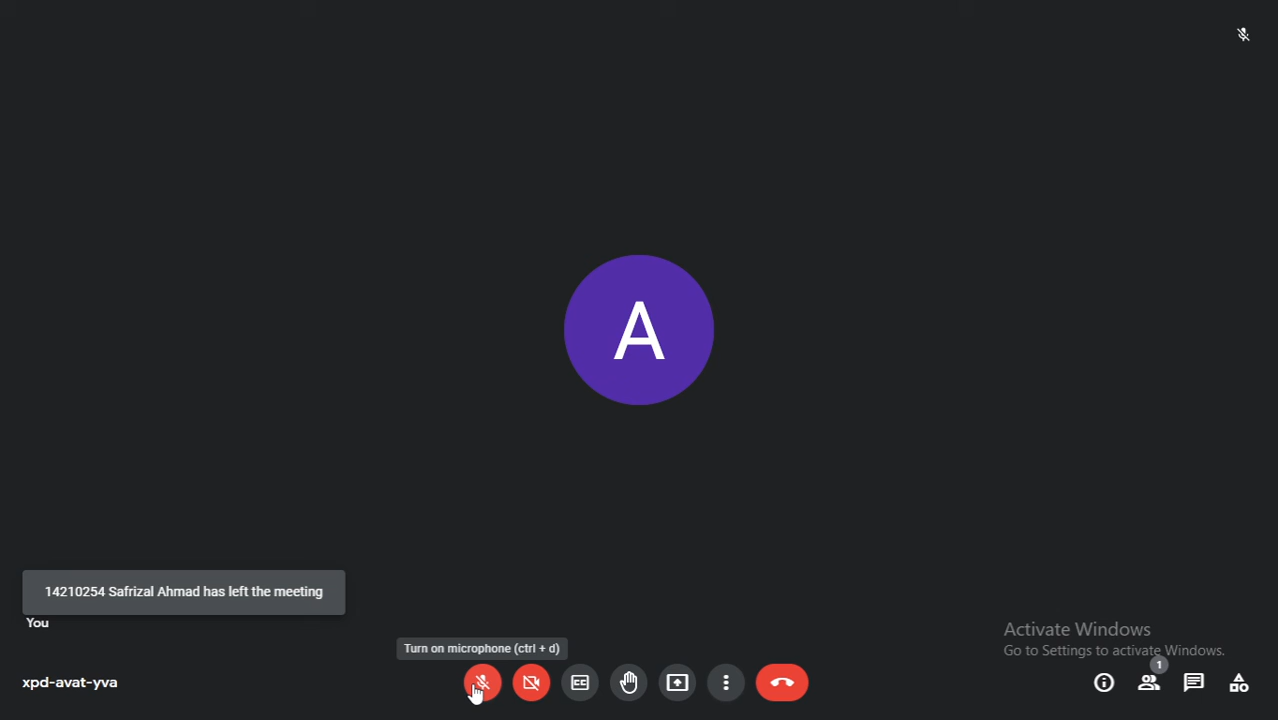 A
14210254 Safrizal Ahmad has left the meeting
You
Activate Windows
Turn on microphone (ctrl + d)
Go to Settings to activate Windows.
1
xpd-avat-yva
CC